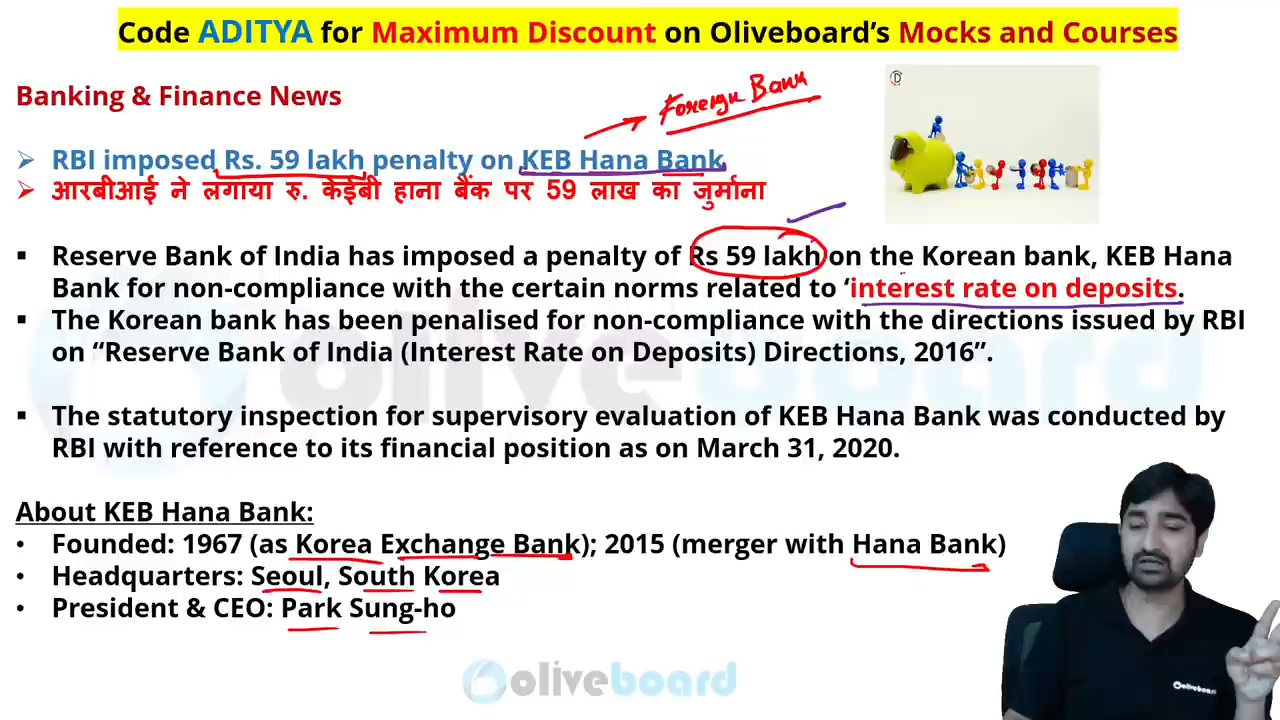 Code ADITYA for Maximum Discount on Oliveboard’s Mocks and Courses
Banking & Finance News
Foreign Bank
RBI imposed Rs. 59 lakh penalty on KEB Hana Bank
आरबीआई ने लगाया रु. केईबी हाना बैंक पर 59 लाख का जुर्माना
Reserve Bank of India has imposed a penalty of Rs 59 lakh on the Korean bank, KEB Hana
Bank for non-compliance with the certain norms related to ‘interest rate on deposits.
The Korean bank has been penalised for non-compliance with the directions issued by RBI
on “Reserve Bank of India (Interest Rate on Deposits) Directions, 2016”.
The statutory inspection for supervisory evaluation of KEB Hana Bank was conducted by
RBI with reference to its financial position as on March 31, 2020.
About KEB Hana Bank:
Founded: 1967 (as Korea Exchange Bank); 2015 (merger with Hana Bank)
Headquarters: Seoul, South Korea
President & CEO: Park Sung-ho
oliveboard
oliveboard
oliveboard